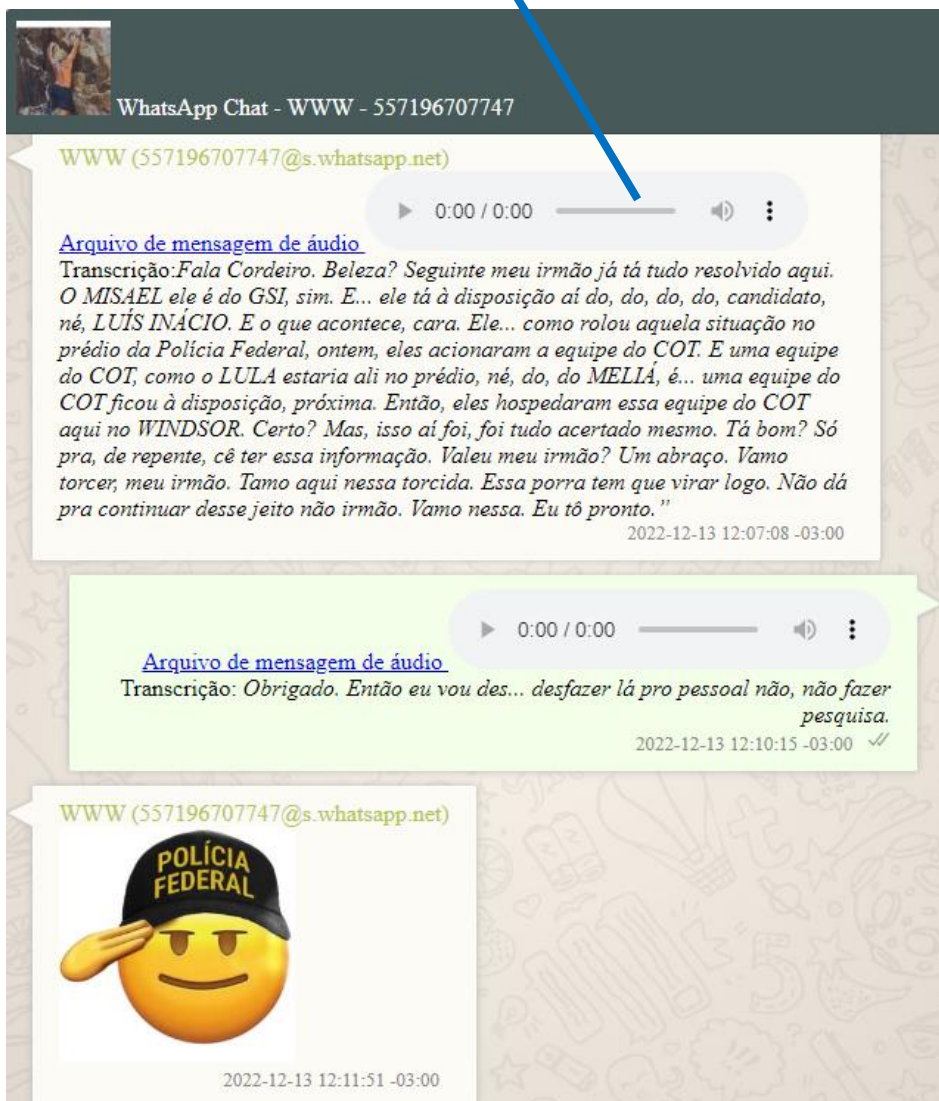 WhatsApp Chat - WWW - 557196707747
WWW (557196707747@s.whatsapp.net)
0:00 / 0:00
Arquivo de mensagem de áudio
Transcrição:Fala Cordeiro. Beleza? Seguinte meu irmão já tá tudo resolvido aqui.
O MISAEL ele é do GSI, sim. E... ele tá à disposição aí do, do, do, do, candidato,
né, LUÍS INÁCIO. E o que acontece, cara. Ele... como rolou aquela situação no
prédio da Polícia Federal, ontem, eles acionaram a equipe do COT. E uma equipe
do COT, como o LULA estaria ali no prédio, né, do, do MELIÁ, é... uma equipe do
COT ficou à disposição, próxima. Então, eles hospedaram essa equipe do COT
aqui no WINDSOR. Certo? Mas, isso aí foi, foi tudo acertado mesmo. Tá bom? Só
pra, de repente, cê ter essa informação. Valeu meu irmão? Um abraço. Vamo
torcer, meu irmão. Tamo aqui nessa torcida. Essa porra tem que virar logo. Não dá
pra continuar desse jeito não irmão. Vamo nessa. Eu tô pronto.”
2022-12-13 12:07:08 -03:00
0:00 / 0:00
Arquivo de mensagem de áudio
Transcrição: Obrigado. Então eu vou des... desfazer lá pro pessoal não, não fazer
pesquisa.
2022-12-13 12:10:15 -03:00
WWW (557196707747@s.whatsapp.net)
POLÍCIA
FEDERAL
2022-12-13 12:11:51 -03:00